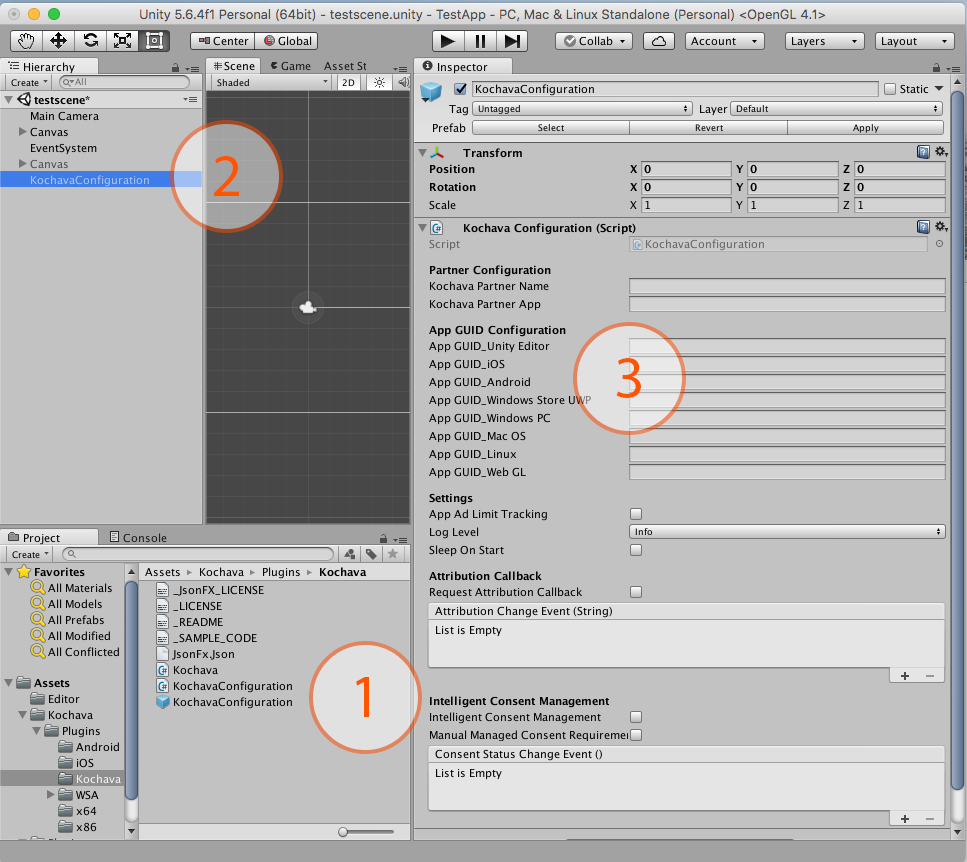 Unity 5.6.4f1 Personal (64bit) - testscene.unity - TestApp - PC, Mac & Linux Standalone (Personal) <OpenGL 4.1>
Center Global Collab Account Layers Layout
Hierarchy
Create All
testscene*
Main Camera
Canvas
EventSystem
Canvas
KochavaConfiguration
2
Scene Game Asset St
Shaded 2D
Inspector
KochavaConfiguration Static
Tag Untagged Layer Default
Prefab Select Revert Apply
Transform
Position X 0 Y 0 Z 0
Rotation X 0 Y 0 Z 0
Scale X 1 Y 1 Z 1
Kochava Configuration (Script)
Script KochavaConfiguration
Partner Configuration
Kochava Partner Name
Kochava Partner App
App GUID Configuration
App GUID_Unity Editor
App GUID_iOS
App GUID_Android
App GUID_Windows Store UWP
App GUID_Windows PC
App GUID_Mac OS
App GUID_Linux
App GUID_Web GL
3
Settings
App Ad Limit Tracking
Log Level Info
Sleep On Start
Attribution Callback
Request Attribution Callback
Attribution Change Event (String)
List is Empty
Intelligent Consent Management
Intelligent Consent Management
Manual Managed Consent Requiremen
Consent Status Change Event ()
List is Empty
Project Console
Create
Favorites
All Materials
All Models
All Prefabs
All Modified
All Conflicted
Assets
Editor
Kochava
Plugins
Android
iOS
Kochava
WSA
x64
x86
Assets Kochava Plugins Kochava
_JsonFX_LICENSE
_LICENSE
_README
_SAMPLE_CODE
JsonFx.Json
Kochava
KochavaConfiguration
KochavaConfiguration
1